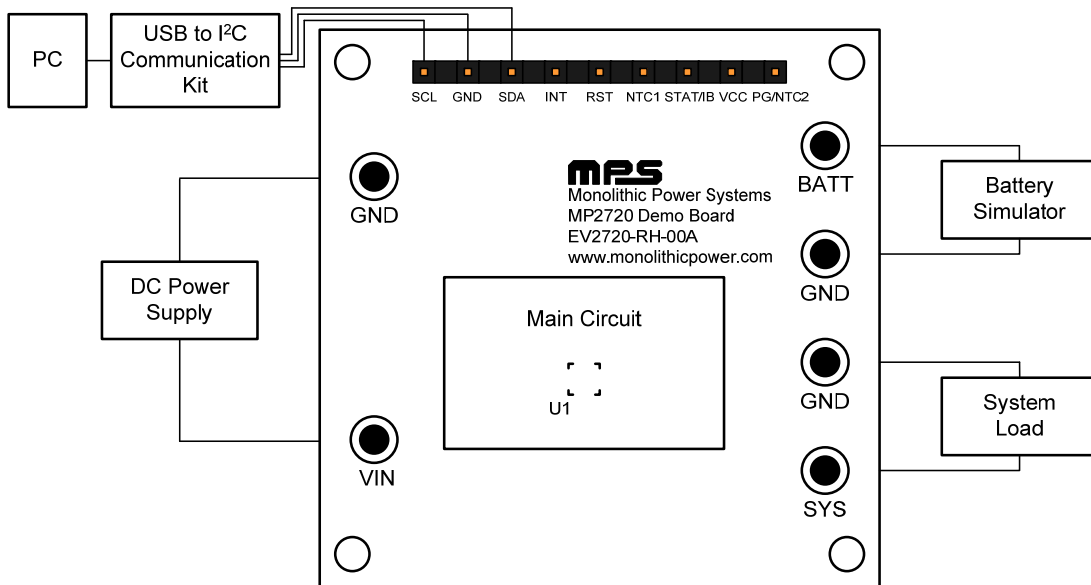 PC
USB to I²C
Communication
Kit
SCL GND SDA INT RST NTC1 STAT/IB VCC PG/NTC2
GND
MPS
Monolithic Power Systems
MP2720 Demo Board
EV2720-RH-00A
www.monolithicpower.com
BATT
Battery
Simulator
GND
DC Power
Supply
Main Circuit
U1
GND
System
Load
VIN
SYS